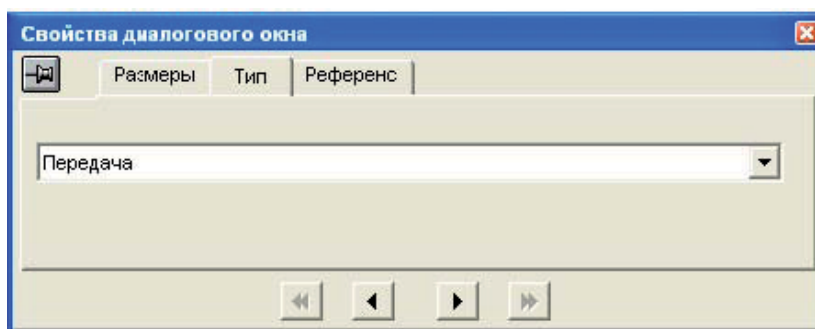 Свойства диалогового окна
Размеры Тип Референс
Передача